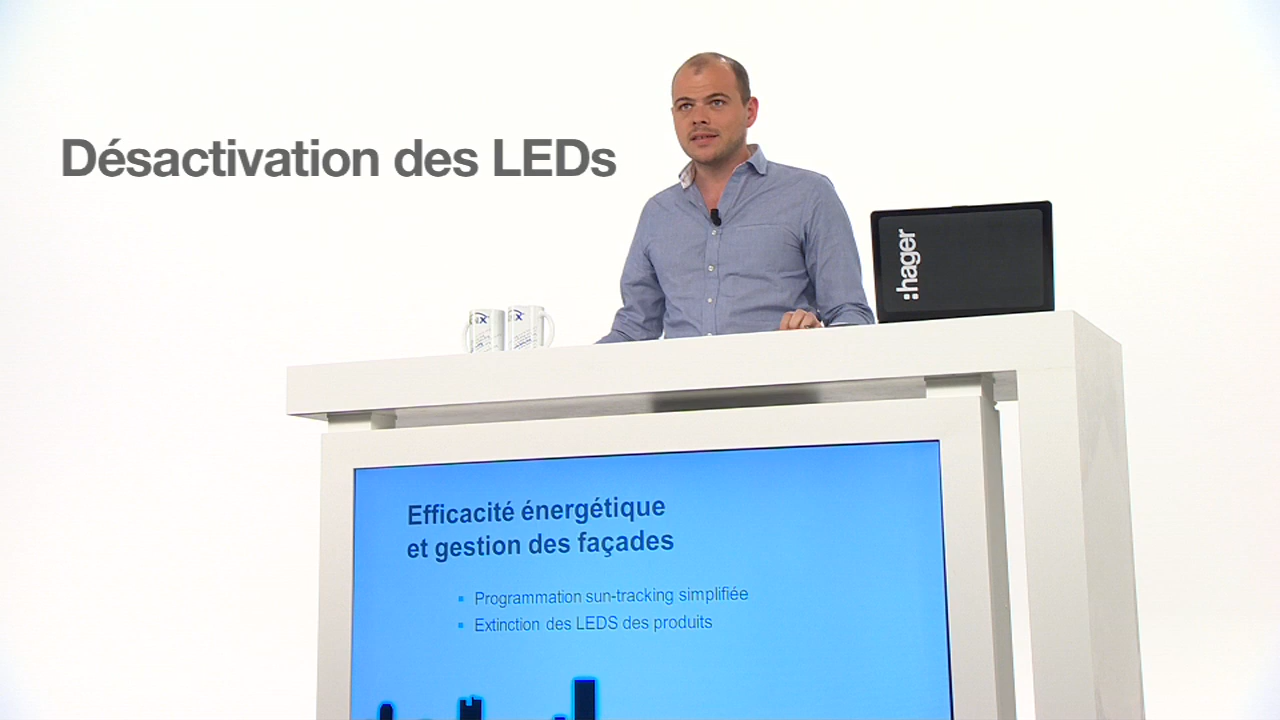 Désactivation des LEDs
:hager
Efficacité énergétique
et gestion des façades
▪ Programmation sun-tracking simplifiée
▪ Extinction des LEDS des produits